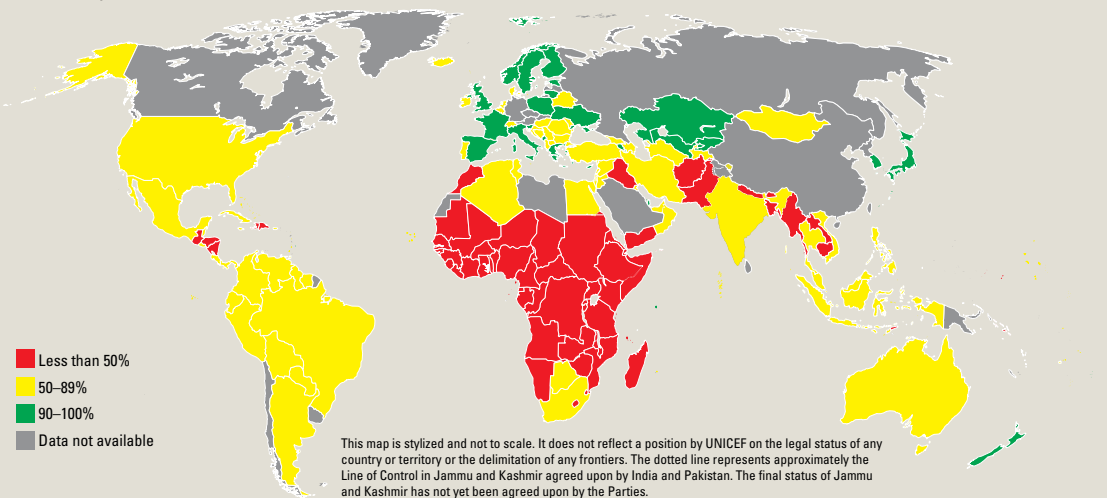 Less than 50%
50–89%
90–100%
Data not available
This map is stylized and not to scale. It does not reflect a position by UNICEF on the legal status of any
country or territory or the delimitation of any frontiers. The dotted line represents approximately the
Line of Control in Jammu and Kashmir agreed upon by India and Pakistan. The final status of Jammu
and Kashmir has not yet been agreed upon by the Parties.